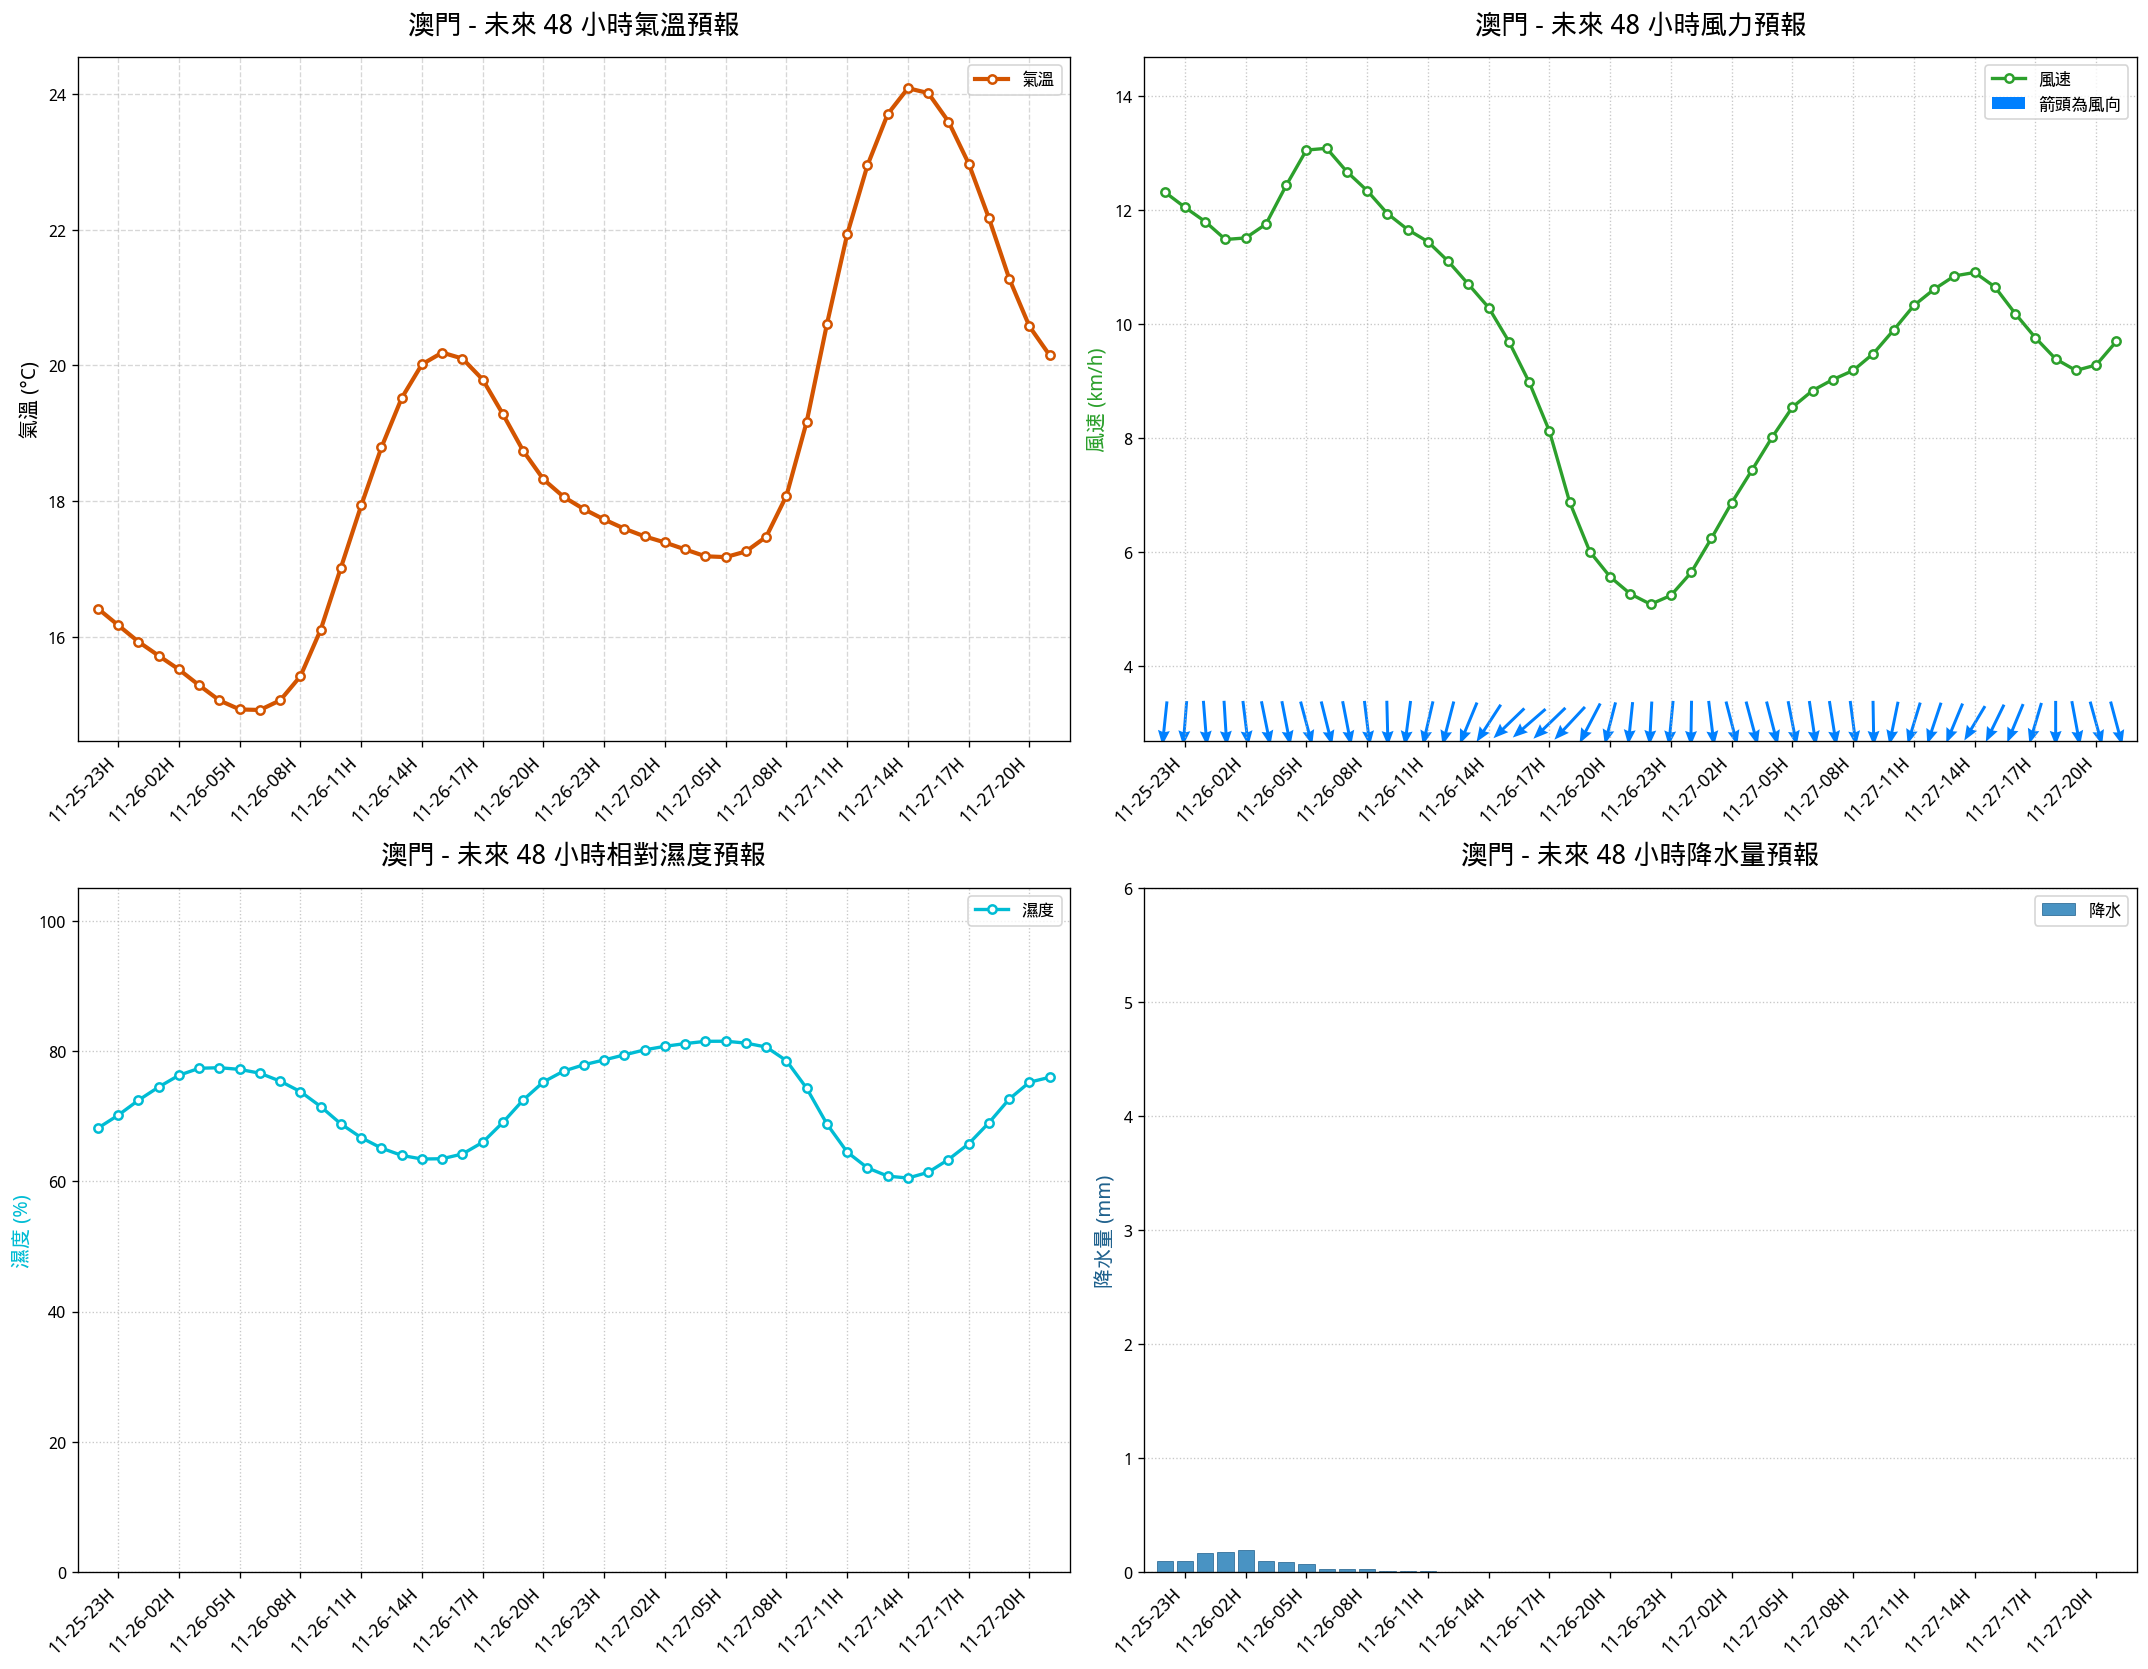 澳門 - 未來 48 小時氣溫預報
氣溫
氣溫 (°C)
24
22
20
18
16
11-25-23H
11-26-02H
11-26-05H
11-26-08H
11-26-11H
11-26-14H
11-26-17H
11-26-20H
11-26-23H
11-27-02H
11-27-05H
11-27-08H
11-27-11H
11-27-14H
11-27-17H
11-27-20H
澳門 - 未來 48 小時風力預報
風速
箭頭為風向
風速 (km/h)
14
12
10
8
6
4
11-25-23H
11-26-02H
11-26-05H
11-26-08H
11-26-11H
11-26-14H
11-26-17H
11-26-20H
11-26-23H
11-27-02H
11-27-05H
11-27-08H
11-27-11H
11-27-14H
11-27-17H
11-27-20H
澳門 - 未來 48 小時相對濕度預報
濕度
濕度 (%)
100
80
60
40
20
0
11-25-23H
11-26-02H
11-26-05H
11-26-08H
11-26-11H
11-26-14H
11-26-17H
11-26-20H
11-26-23H
11-27-02H
11-27-05H
11-27-08H
11-27-11H
11-27-14H
11-27-17H
11-27-20H
澳門 - 未來 48 小時降水量預報
降水
降水量 (mm)
6
5
4
3
2
1
0
11-25-23H
11-26-02H
11-26-05H
11-26-08H
11-26-11H
11-26-14H
11-26-17H
11-26-20H
11-26-23H
11-27-02H
11-27-05H
11-27-08H
11-27-11H
11-27-14H
11-27-17H
11-27-20H